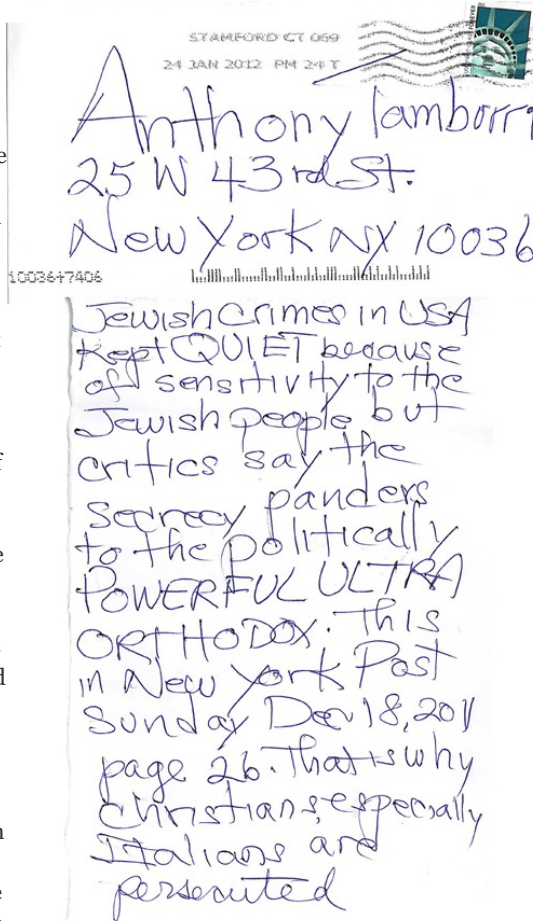 STAMFORD CT 069
24 JAN 2012 PM 24 T
FOREVER
Anthony Tamburri
25 W 43rd St.
New York NY 10036
10036+7406
Jewish Crimes in USA
Kept QUIET because
of sensitivity to the
Jewish people but
critics say the
secrecy panders
to the politically
POWERFUL ULTRA
ORTHODOX. This
in New York Post
Sunday Dec 18, 2011
page 26. That is why
Christians, especially
Italians are
persecuted